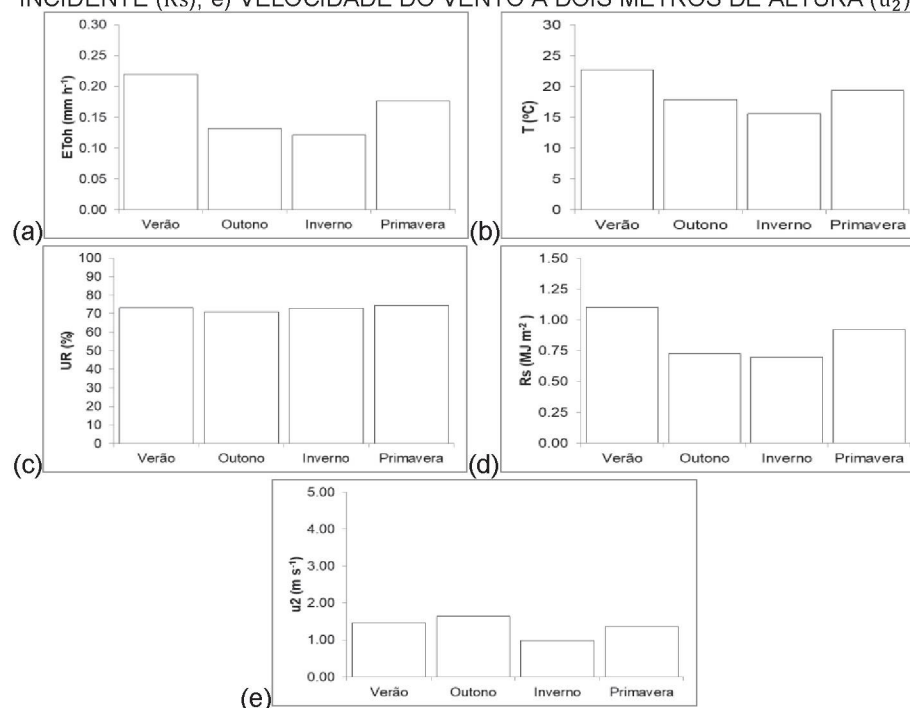 INCIDENTE (Rs); e) VELOCIDADE DO VENTO A DOIS METROS DE ALTURA (u₂)
0.30
0.25
0.20
0.15
0.10
0.05
0.00
EToh (mm h⁻¹)
Verão Outono Inverno Primavera
(a)
30
25
20
15
10
5
0
T (ºC)
Verão Outono Inverno Primavera
(b)
100
90
80
70
60
50
40
30
20
10
0
UR (%)
Verão Outono Inverno Primavera
(c)
1.50
1.25
1.00
0.75
0.50
0.25
0.00
Rs (MJ m⁻²)
Verão Outono Inverno Primavera
(d)
5.00
4.00
3.00
2.00
1.00
0.00
u2 (m s⁻¹)
Verão Outono Inverno Primavera
(e)